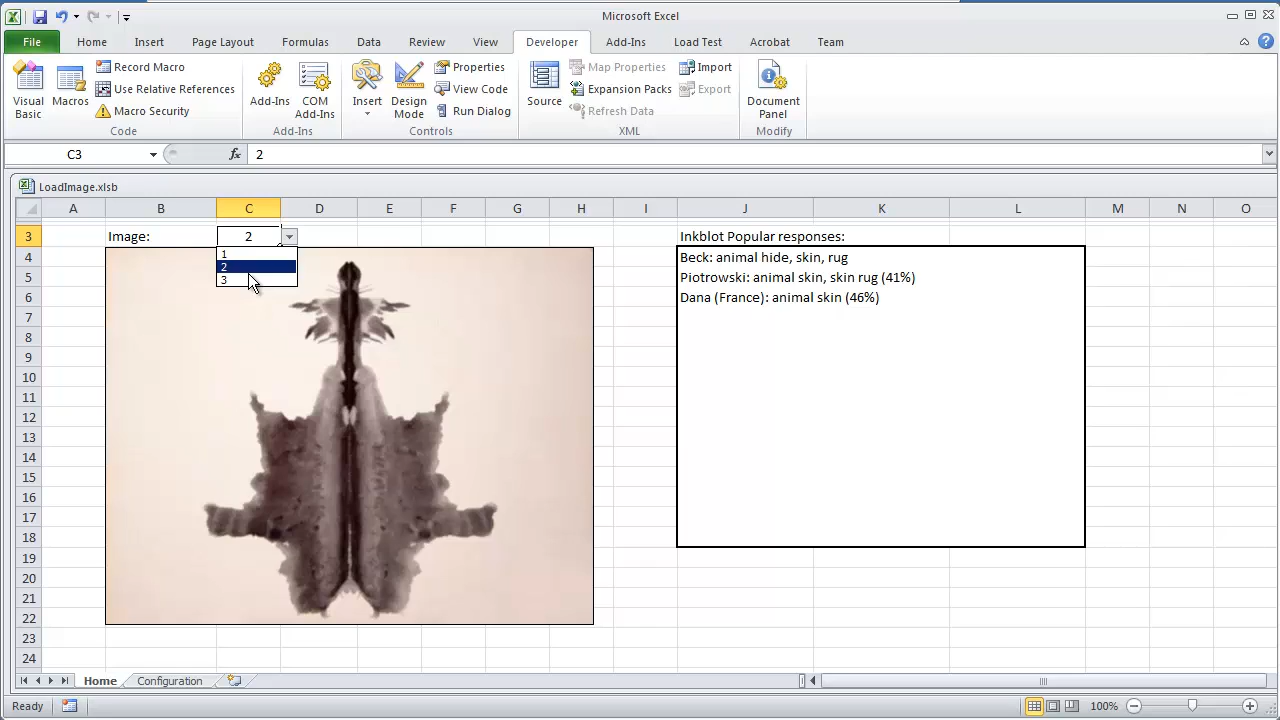 Microsoft Excel
File Home Insert Page Layout Formulas Data Review View Developer Add-Ins Load Test Acrobat Team
Visual Basic
Macros
Record Macro
Use Relative References
Macro Security
Code
Add-Ins
COM Add-Ins
Add-Ins
Insert
Design Mode
Properties
View Code
Run Dialog
Controls
Source
Map Properties
Expansion Packs
Refresh Data
Import
Export
XML
Document Panel
Modify
C3 fx 2
LoadImage.xlsb
A B C D E F G H I J K L M N O
3 Image: 2 Inkblot Popular responses:
4 1 Beck: animal hide, skin, rug
2
5 3 Piotrowski: animal skin, skin rug (41%)
6 Dana (France): animal skin (46%)
7
8
9
10
11
12
13
14
15
16
17
18
19
20
21
22
23
24
Home Configuration
Ready 100%